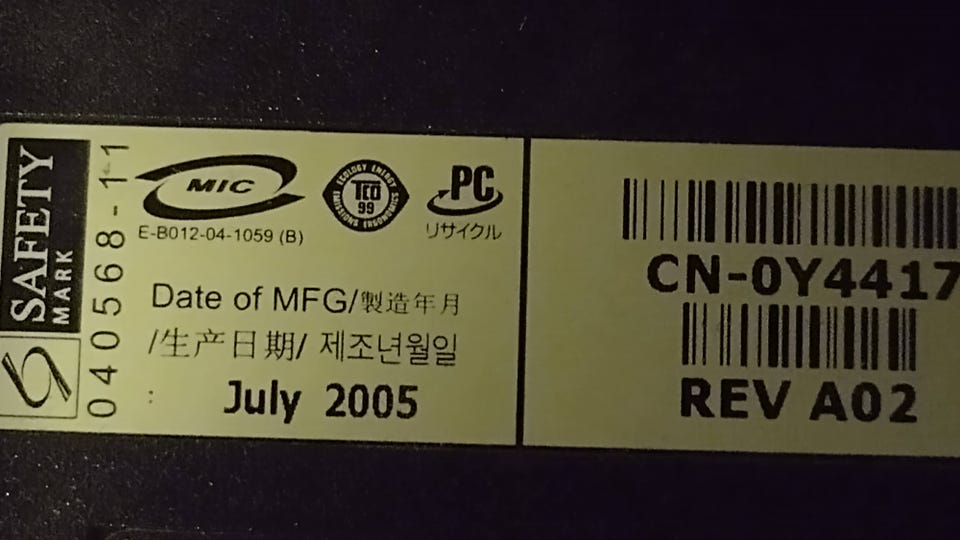 SAFETY
MARK
040568-11
MIC
E-B012-04-1059 (B)
ECOLOGY ENERGY
TCO
99
EMISSIONS ERGONOMICS
PC
リサイクル
Date of MFG/製造年月
/生产日期/ 제조년월일
: July 2005
CN-0Y4417
REV A02